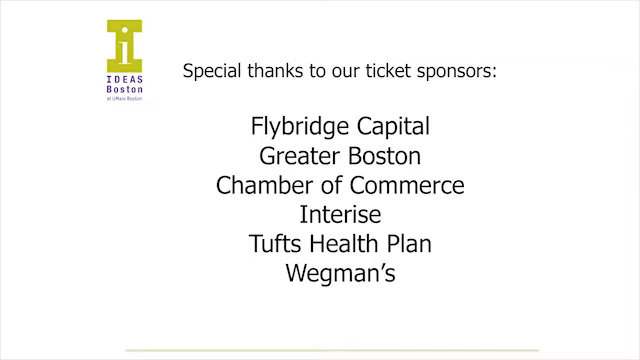 i
IDEAS
Boston
at UMass Boston
Special thanks to our ticket sponsors:
Flybridge Capital
Greater Boston
Chamber of Commerce
Interise
Tufts Health Plan
Wegman's